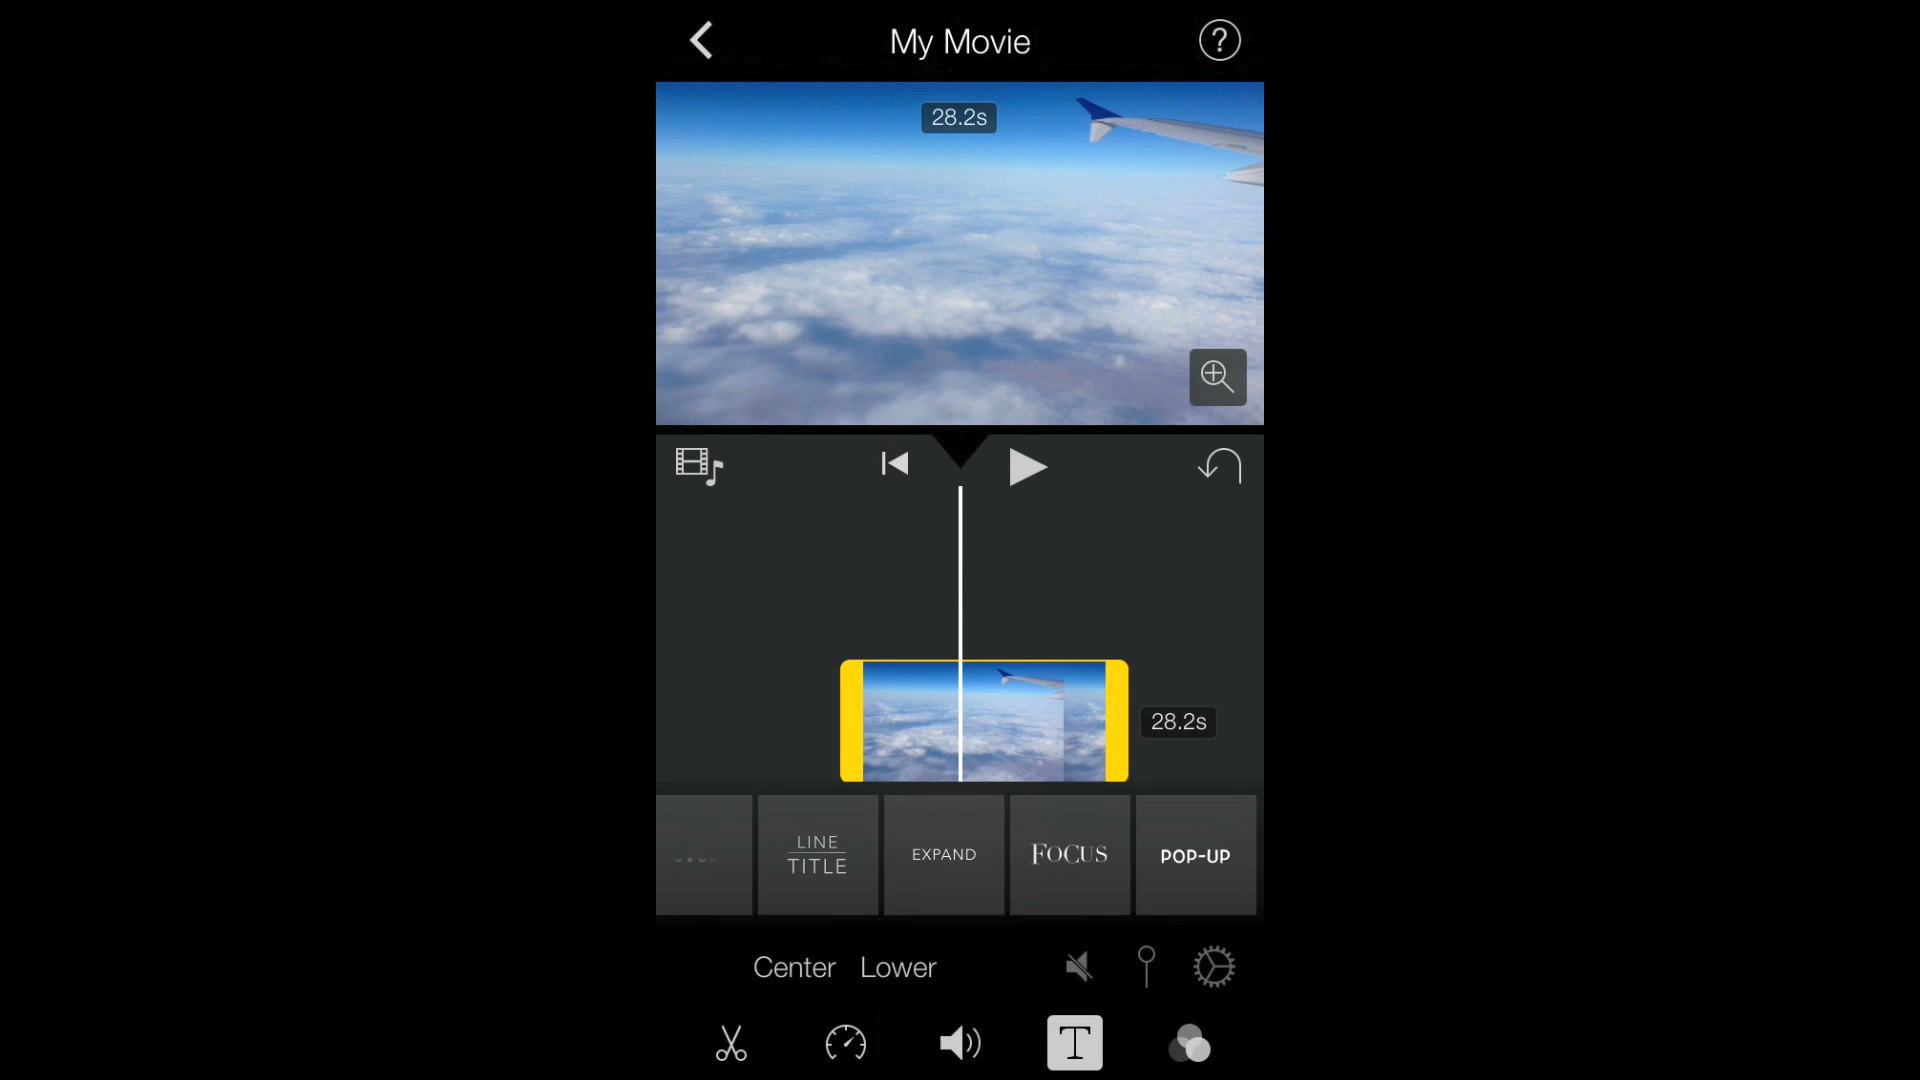 My Movie
?
28.2s
28.2s
LINE
TITLE
EXPAND
FOCUS
POP-UP
Center Lower
T